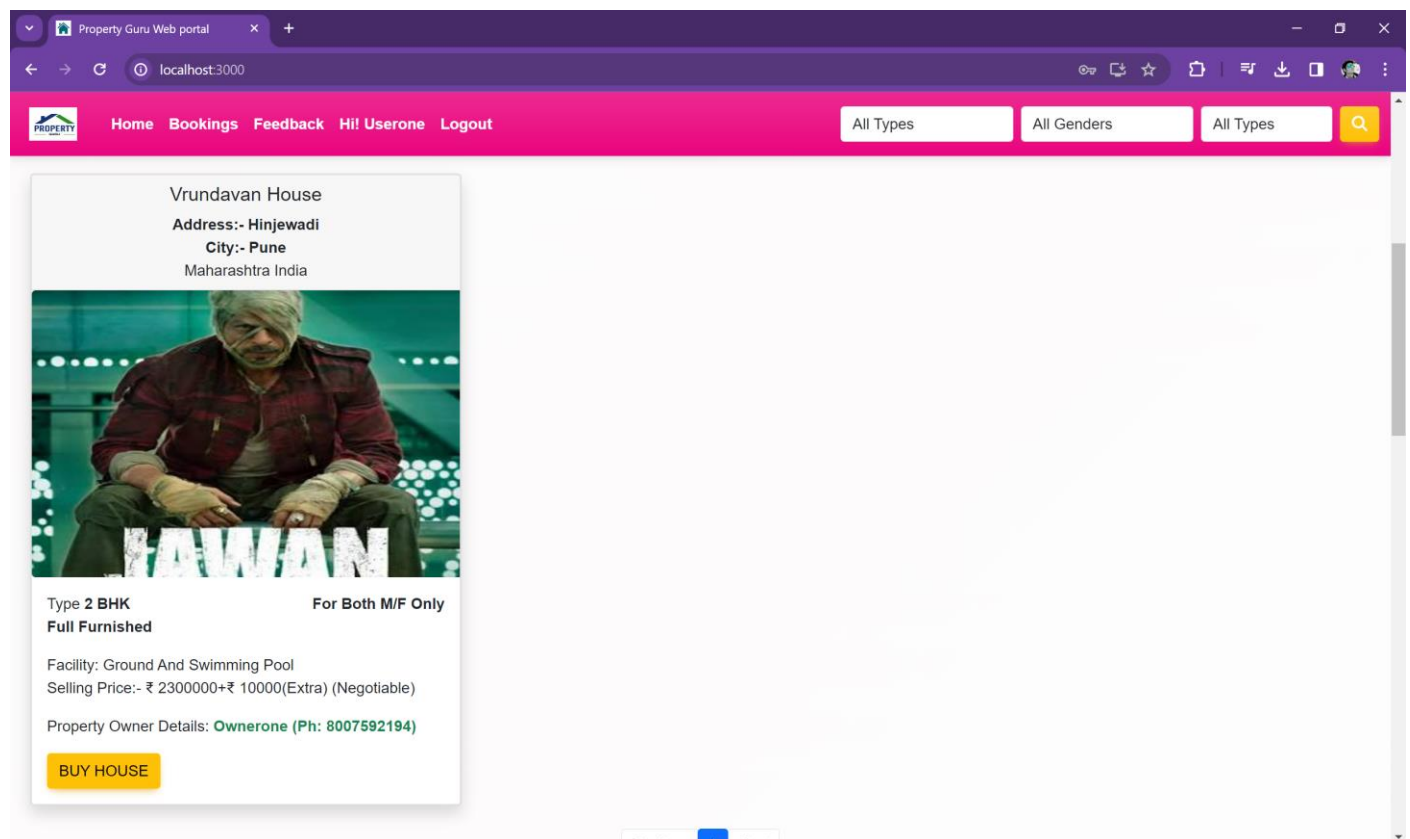 Property Guru Web portal
localhost:3000
PROPERTY
Home Bookings Feedback Hi! Userone Logout
All Types All Genders All Types
Vrundavan House
Address:- Hinjewadi
City:- Pune
Maharashtra India
JAWAN
Type 2 BHK For Both M/F Only
Full Furnished
Facility: Ground And Swimming Pool
Selling Price:- ₹ 2300000+₹ 10000(Extra) (Negotiable)
Property Owner Details: Ownerone (Ph: 8007592194)
BUY HOUSE